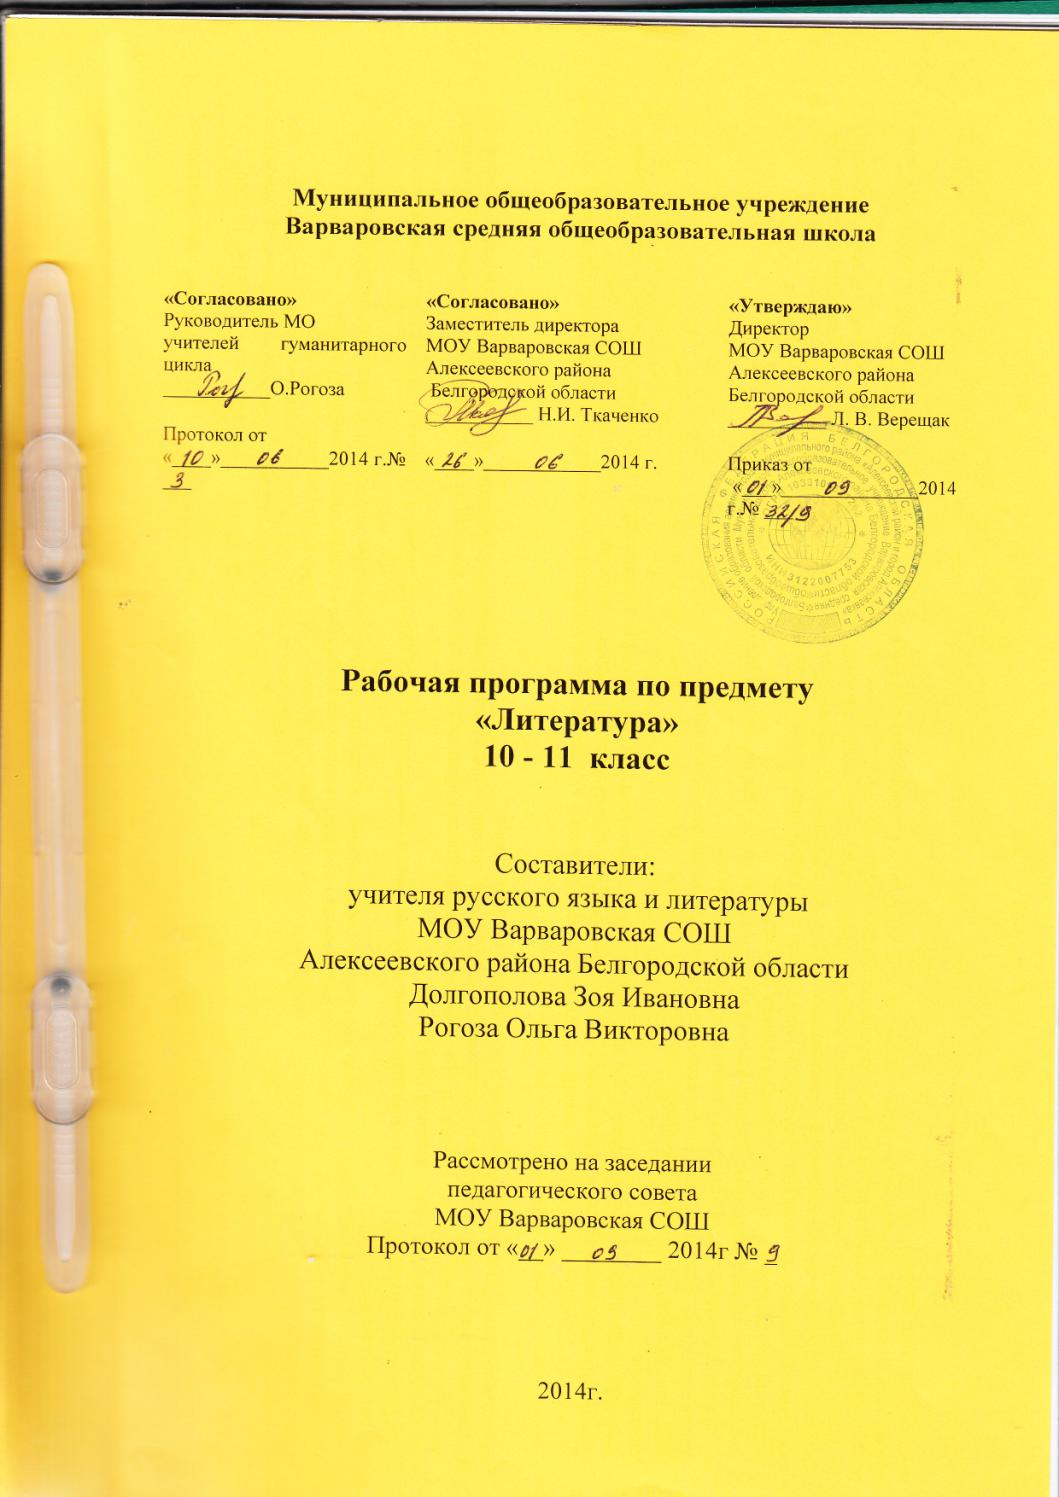 Муниципальное общеобразовательное учреждение
Варваровская средняя общеобразовательная школа
«Согласовано»
Руководитель МО
учителей гуманитарного
цикла
О.Рогоза
Протокол от
«10» 06 2014 г.№
3
«Согласовано»
Заместитель директора
МОУ Варваровская СОШ
Алексеевского района
Белгородской области
Н.И. Ткаченко
«26» 06 2014 г.
«Утверждаю»
Директор
МОУ Варваровская СОШ
Алексеевского района
Белгородской области
Л. В. Верещак
Приказ от
«01» 09 2014
г.№ 32/9
РОССИЙСКАЯ ФЕДЕРАЦИЯ БЕЛГОРОДСКАЯ ОБЛАСТЬ
ИНН3122007753
Рабочая программа по предмету
«Литература»
10 - 11 класс
Составители:
учителя русского языка и литературы
МОУ Варваровская СОШ
Алексеевского района Белгородской области
Долгополова Зоя Ивановна
Рогоза Ольга Викторовна
Рассмотрено на заседании
педагогического совета
МОУ Варваровская СОШ
Протокол от «01» 09 2014г № 9
2014г.